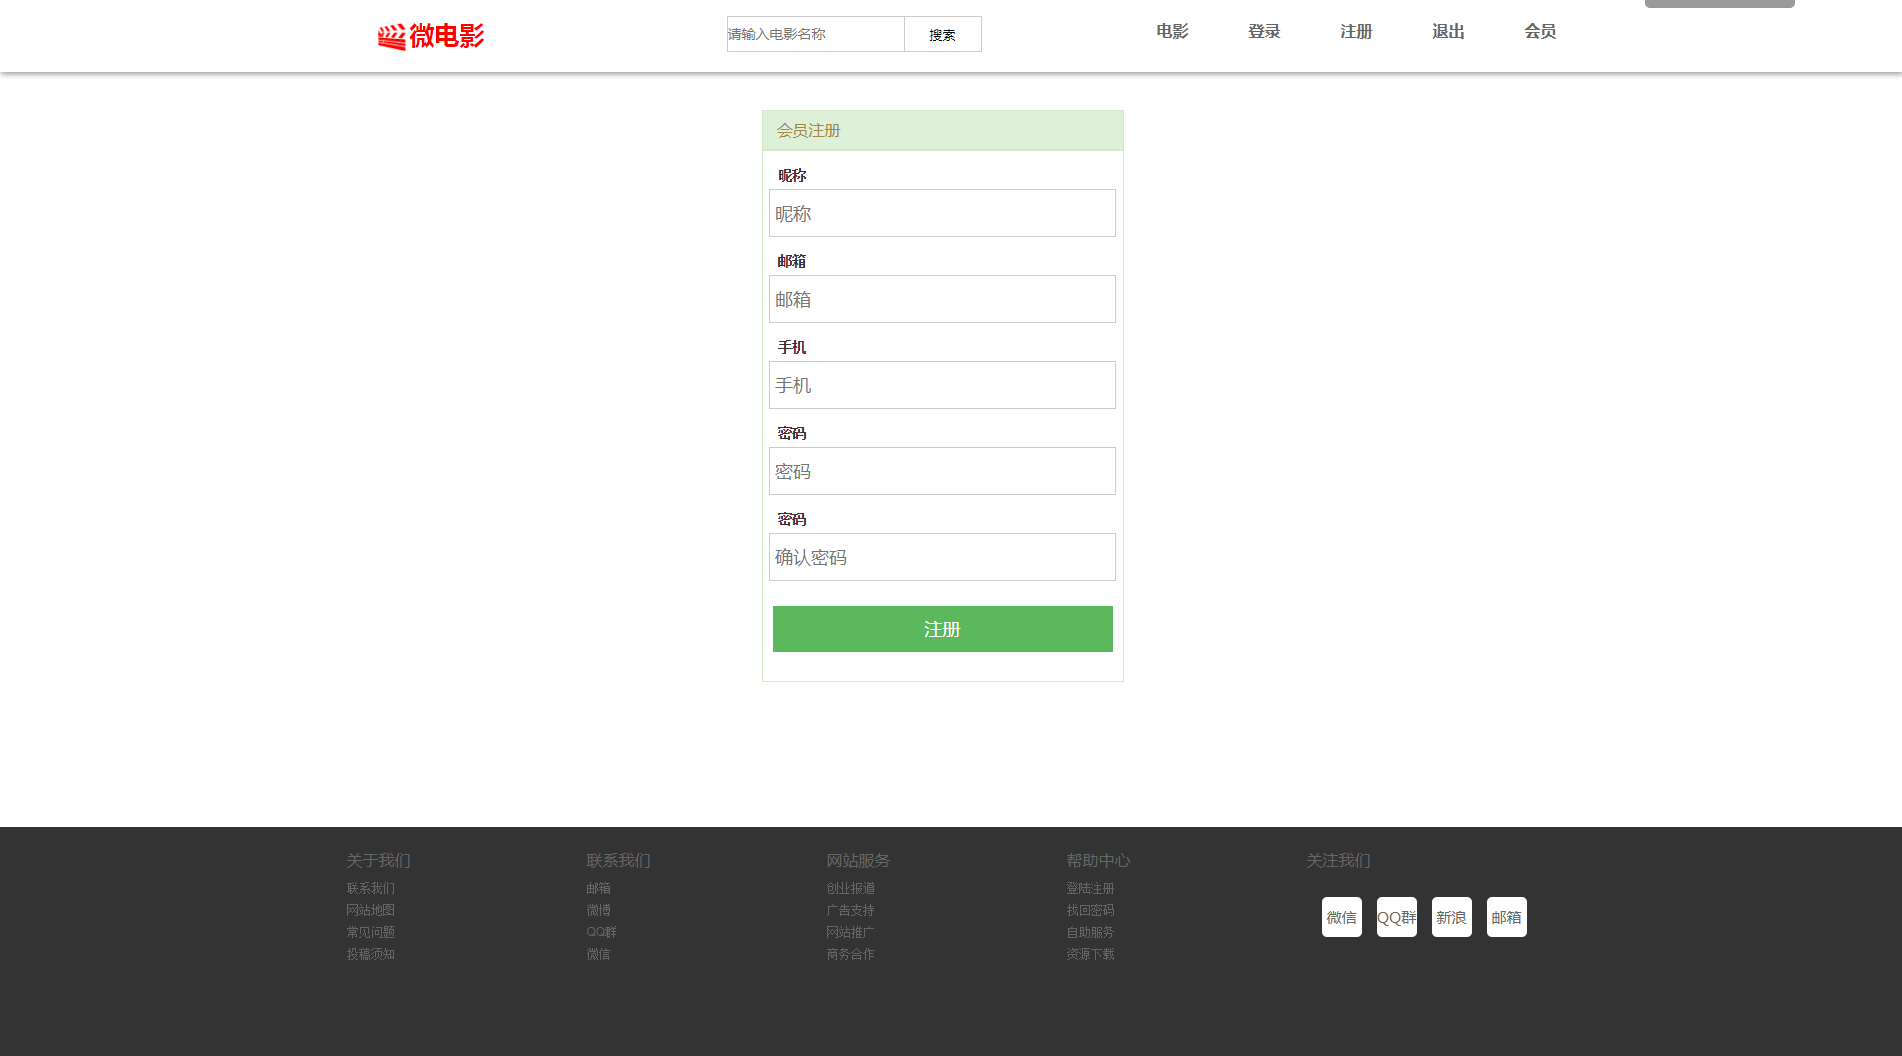 微电影
请输入电影名称
搜索
电影 登录 注册 退出 会员
会员注册
昵称
昵称
邮箱
邮箱
手机
手机
密码
密码
密码
确认密码
注册
关于我们
联系我们
网站地图
常见问题
投稿须知
联系我们
邮箱
微博
QQ群
微信
网站服务
创业报道
广告支持
网站推广
商务合作
帮助中心
登陆注册
找回密码
自助服务
资源下载
关注我们
微信 QQ群 新浪 邮箱